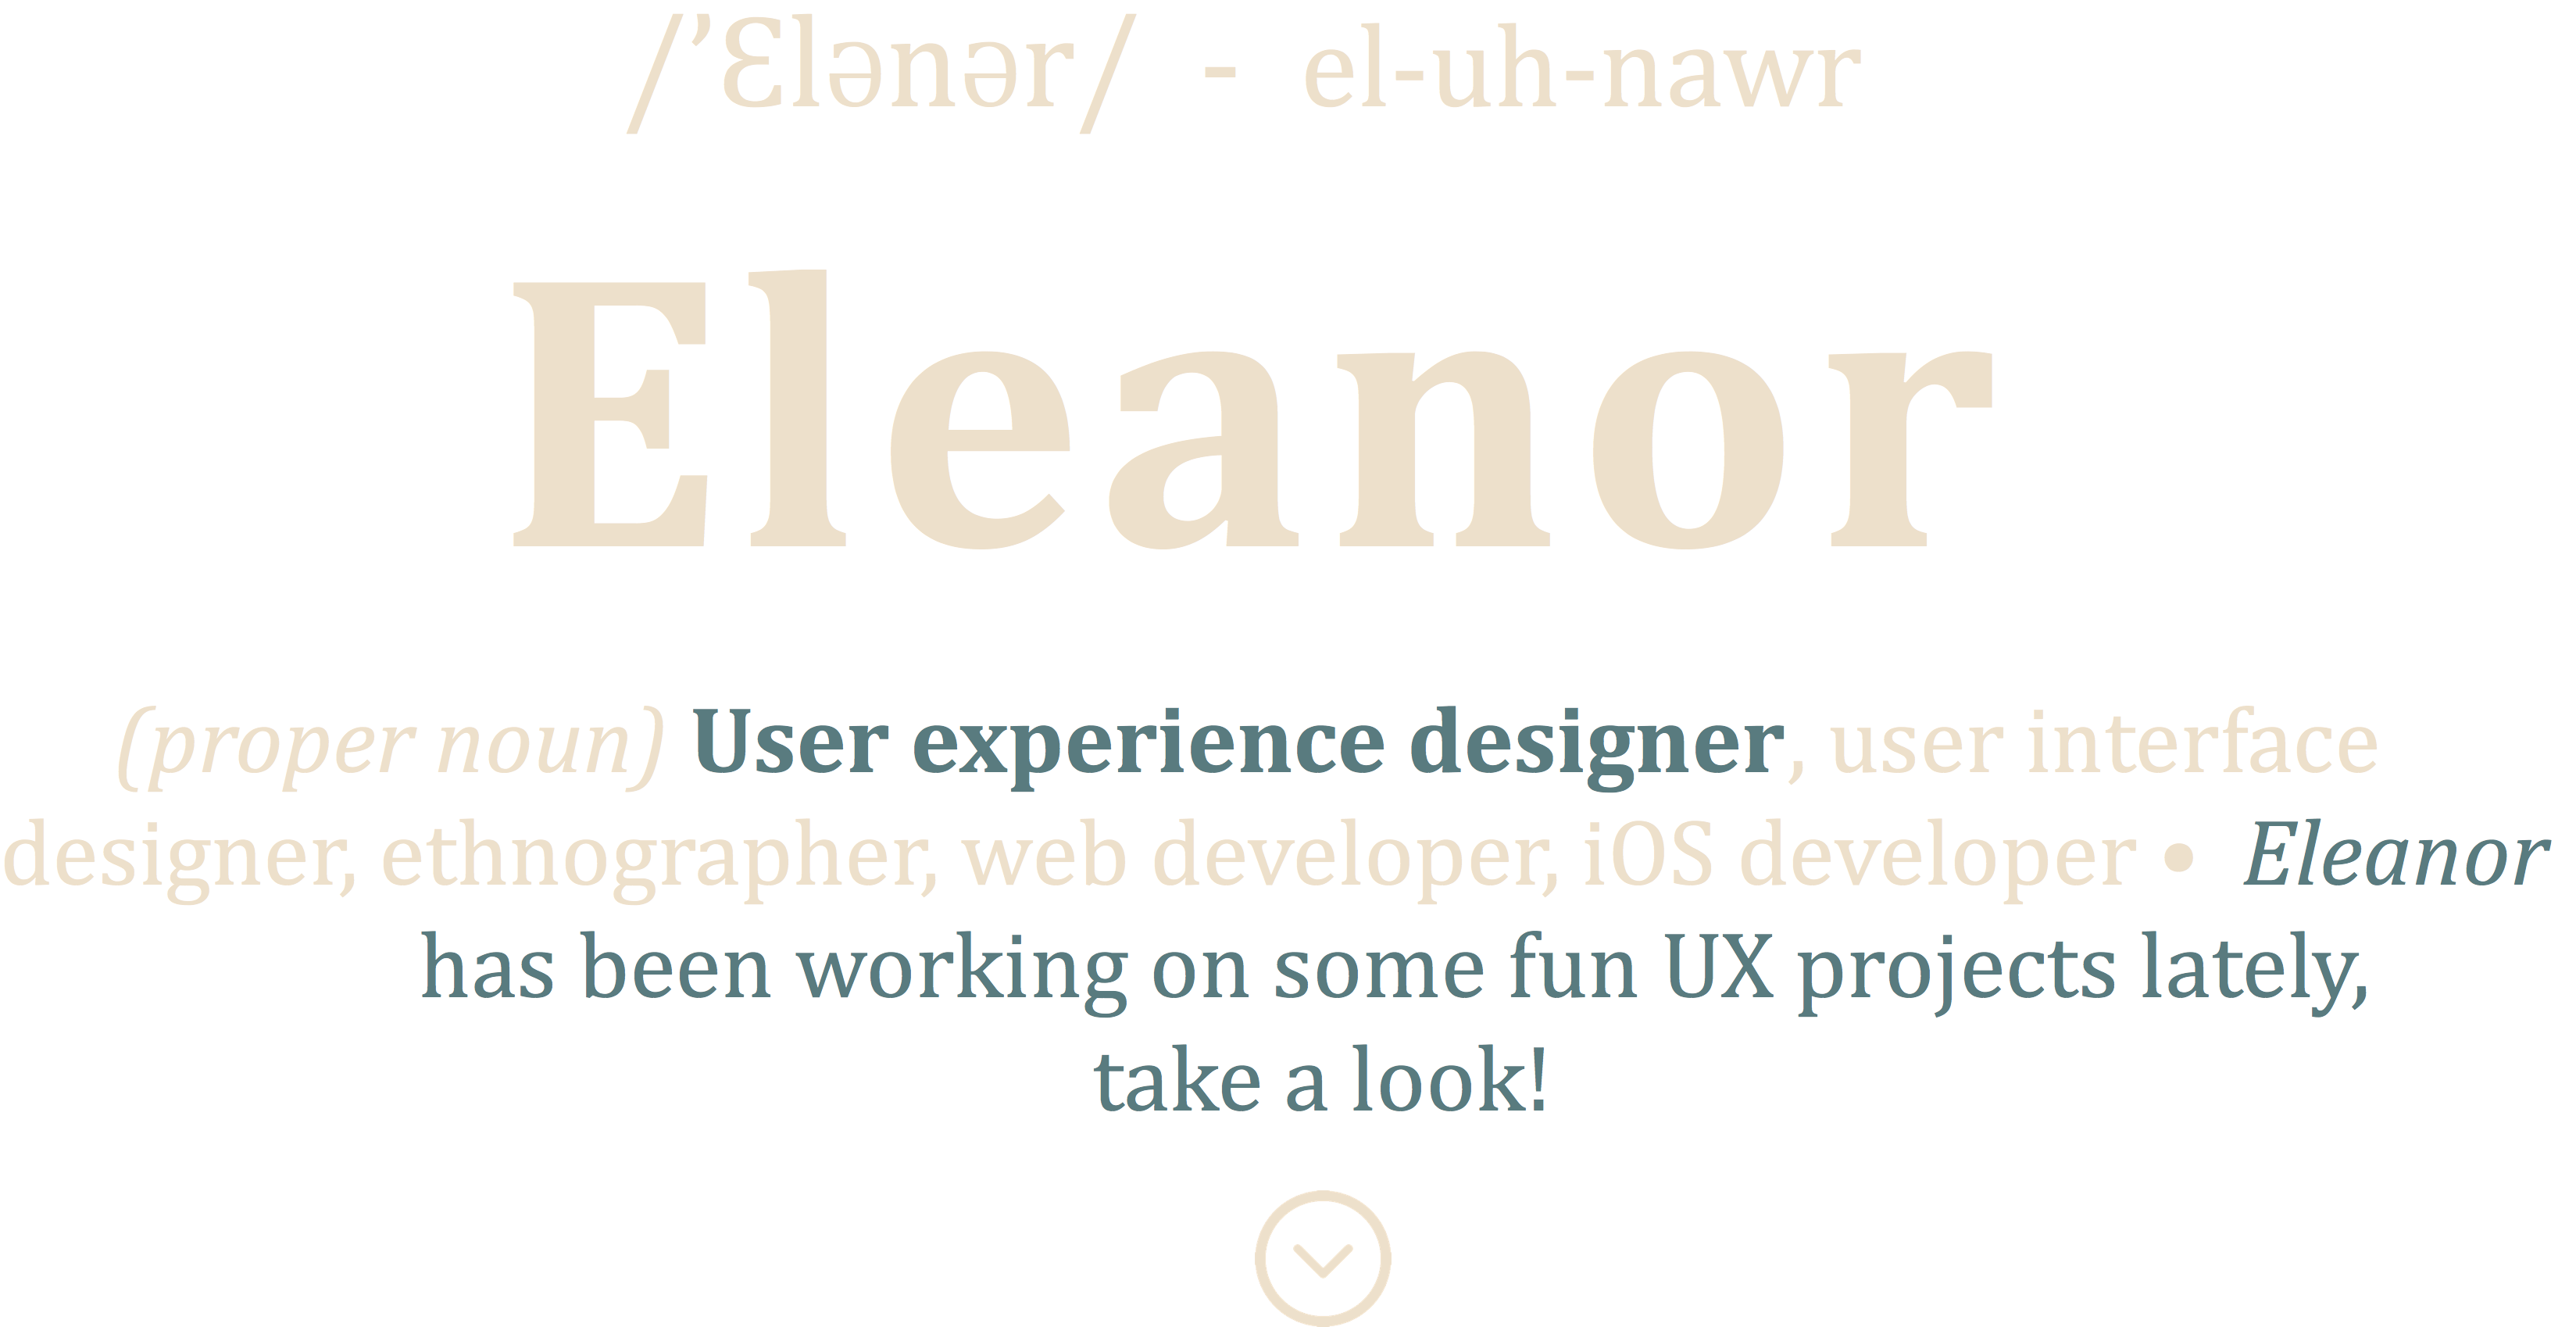 /’Ɛlənər/ - el-uh-nawr
Eleanor
(proper noun) User experience designer, user interface
designer, ethnographer, web developer, iOS developer • Eleanor
has been working on some fun UX projects lately,
take a look!